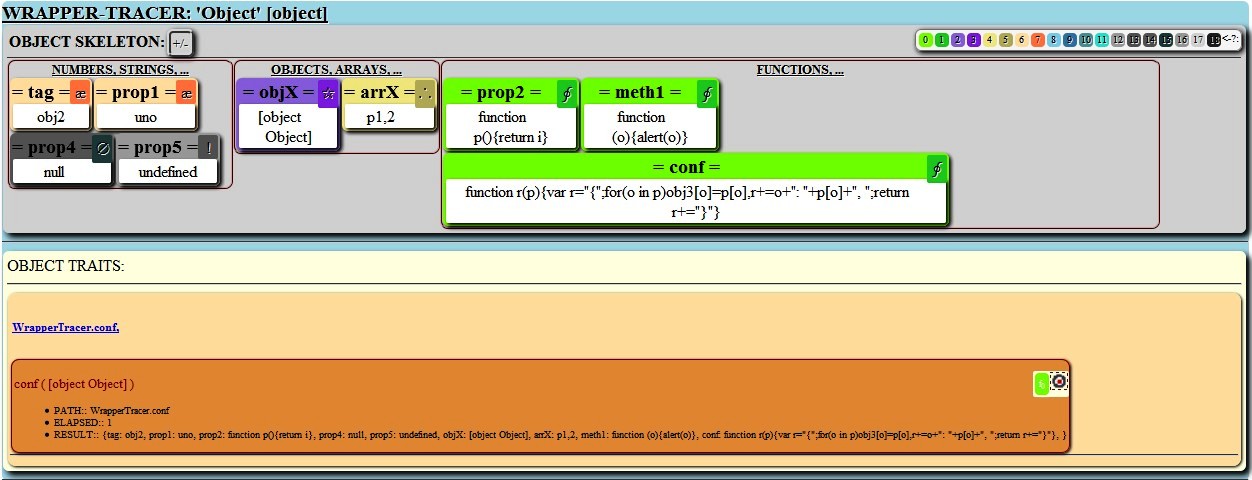 WRAPPER-TRACER: 'Object' [object]
OBJECT SKELETON: +/-
0 1 2 3 4 5 6 7 8 9 10 11 12 13 14 15 16 17 18 <-?:
NUMBERS, STRINGS, ...
= tag = æ = prop1 = æ
obj2 uno
= prop4 = ∅ = prop5 = !
null undefined
OBJECTS, ARRAYS, ...
= objX = ☆ = arrX = ∴
[object p1,2
Object]
FUNCTIONS, ...
= prop2 = ∮ = meth1 = ∮
function function
p(){return i} (o){alert(o)}
= conf = ∮
function r(p){var r="{";for(o in p)obj3[o]=p[o],r+=o+": "+p[o]+", ";return
r+="}"}
OBJECT TRAITS:
WrapperTracer.conf,
conf ( [object Object] )
PATH:: WrapperTracer.conf
ELAPSED:: 1
RESULT:: {tag: obj2, prop1: uno, prop2: function p(){return i}, prop4: null, prop5: undefined, objX: [object Object], arrX: p1,2, meth1: function (o){alert(o)}, conf: function r(p){var r="{";for(o in p)obj3[o]=p[o],r+=o+": "+p[o]+", ";return r+="}"}, }